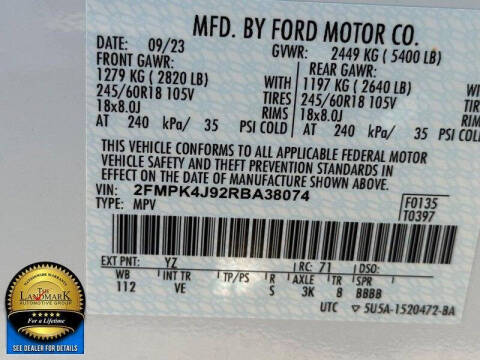 MFD. BY FORD MOTOR CO.
DATE: 09/23 GVWR: 2449 KG ( 5400 LB)
FRONT GAWR: REAR GAWR:
1279 KG ( 2820 LB) WITH 1197 KG ( 2640 LB) WITH
245/60R18 105V TIRES 245/60R18 105V TIRES
18x8.0J RIMS 18x8.0J RIMS
AT 240 kPa/ 35 PSI COLD AT 240 kPa/ 35 PSI COLD
THIS VEHICLE CONFORMS TO ALL APPLICABLE FEDERAL MOTOR
VEHICLE SAFETY AND THEFT PREVENTION STANDARDS IN
EFFECT ON THE DATE OF MANUFACTURE SHOWN ABOVE.
VIN: 2FMPK4J92RBA38074
TYPE: MPV
F0135
T0397
EXT PNT: YZ RC: 71 DSO:
WB INT TR TP/PS R AXLE TR SPR
112 VE S 3K 8 BBBB
UTC 5U5A-1520472-BA
THE
LANDMARK
5 for a Lifetime
SEE DEALER FOR DETAILS